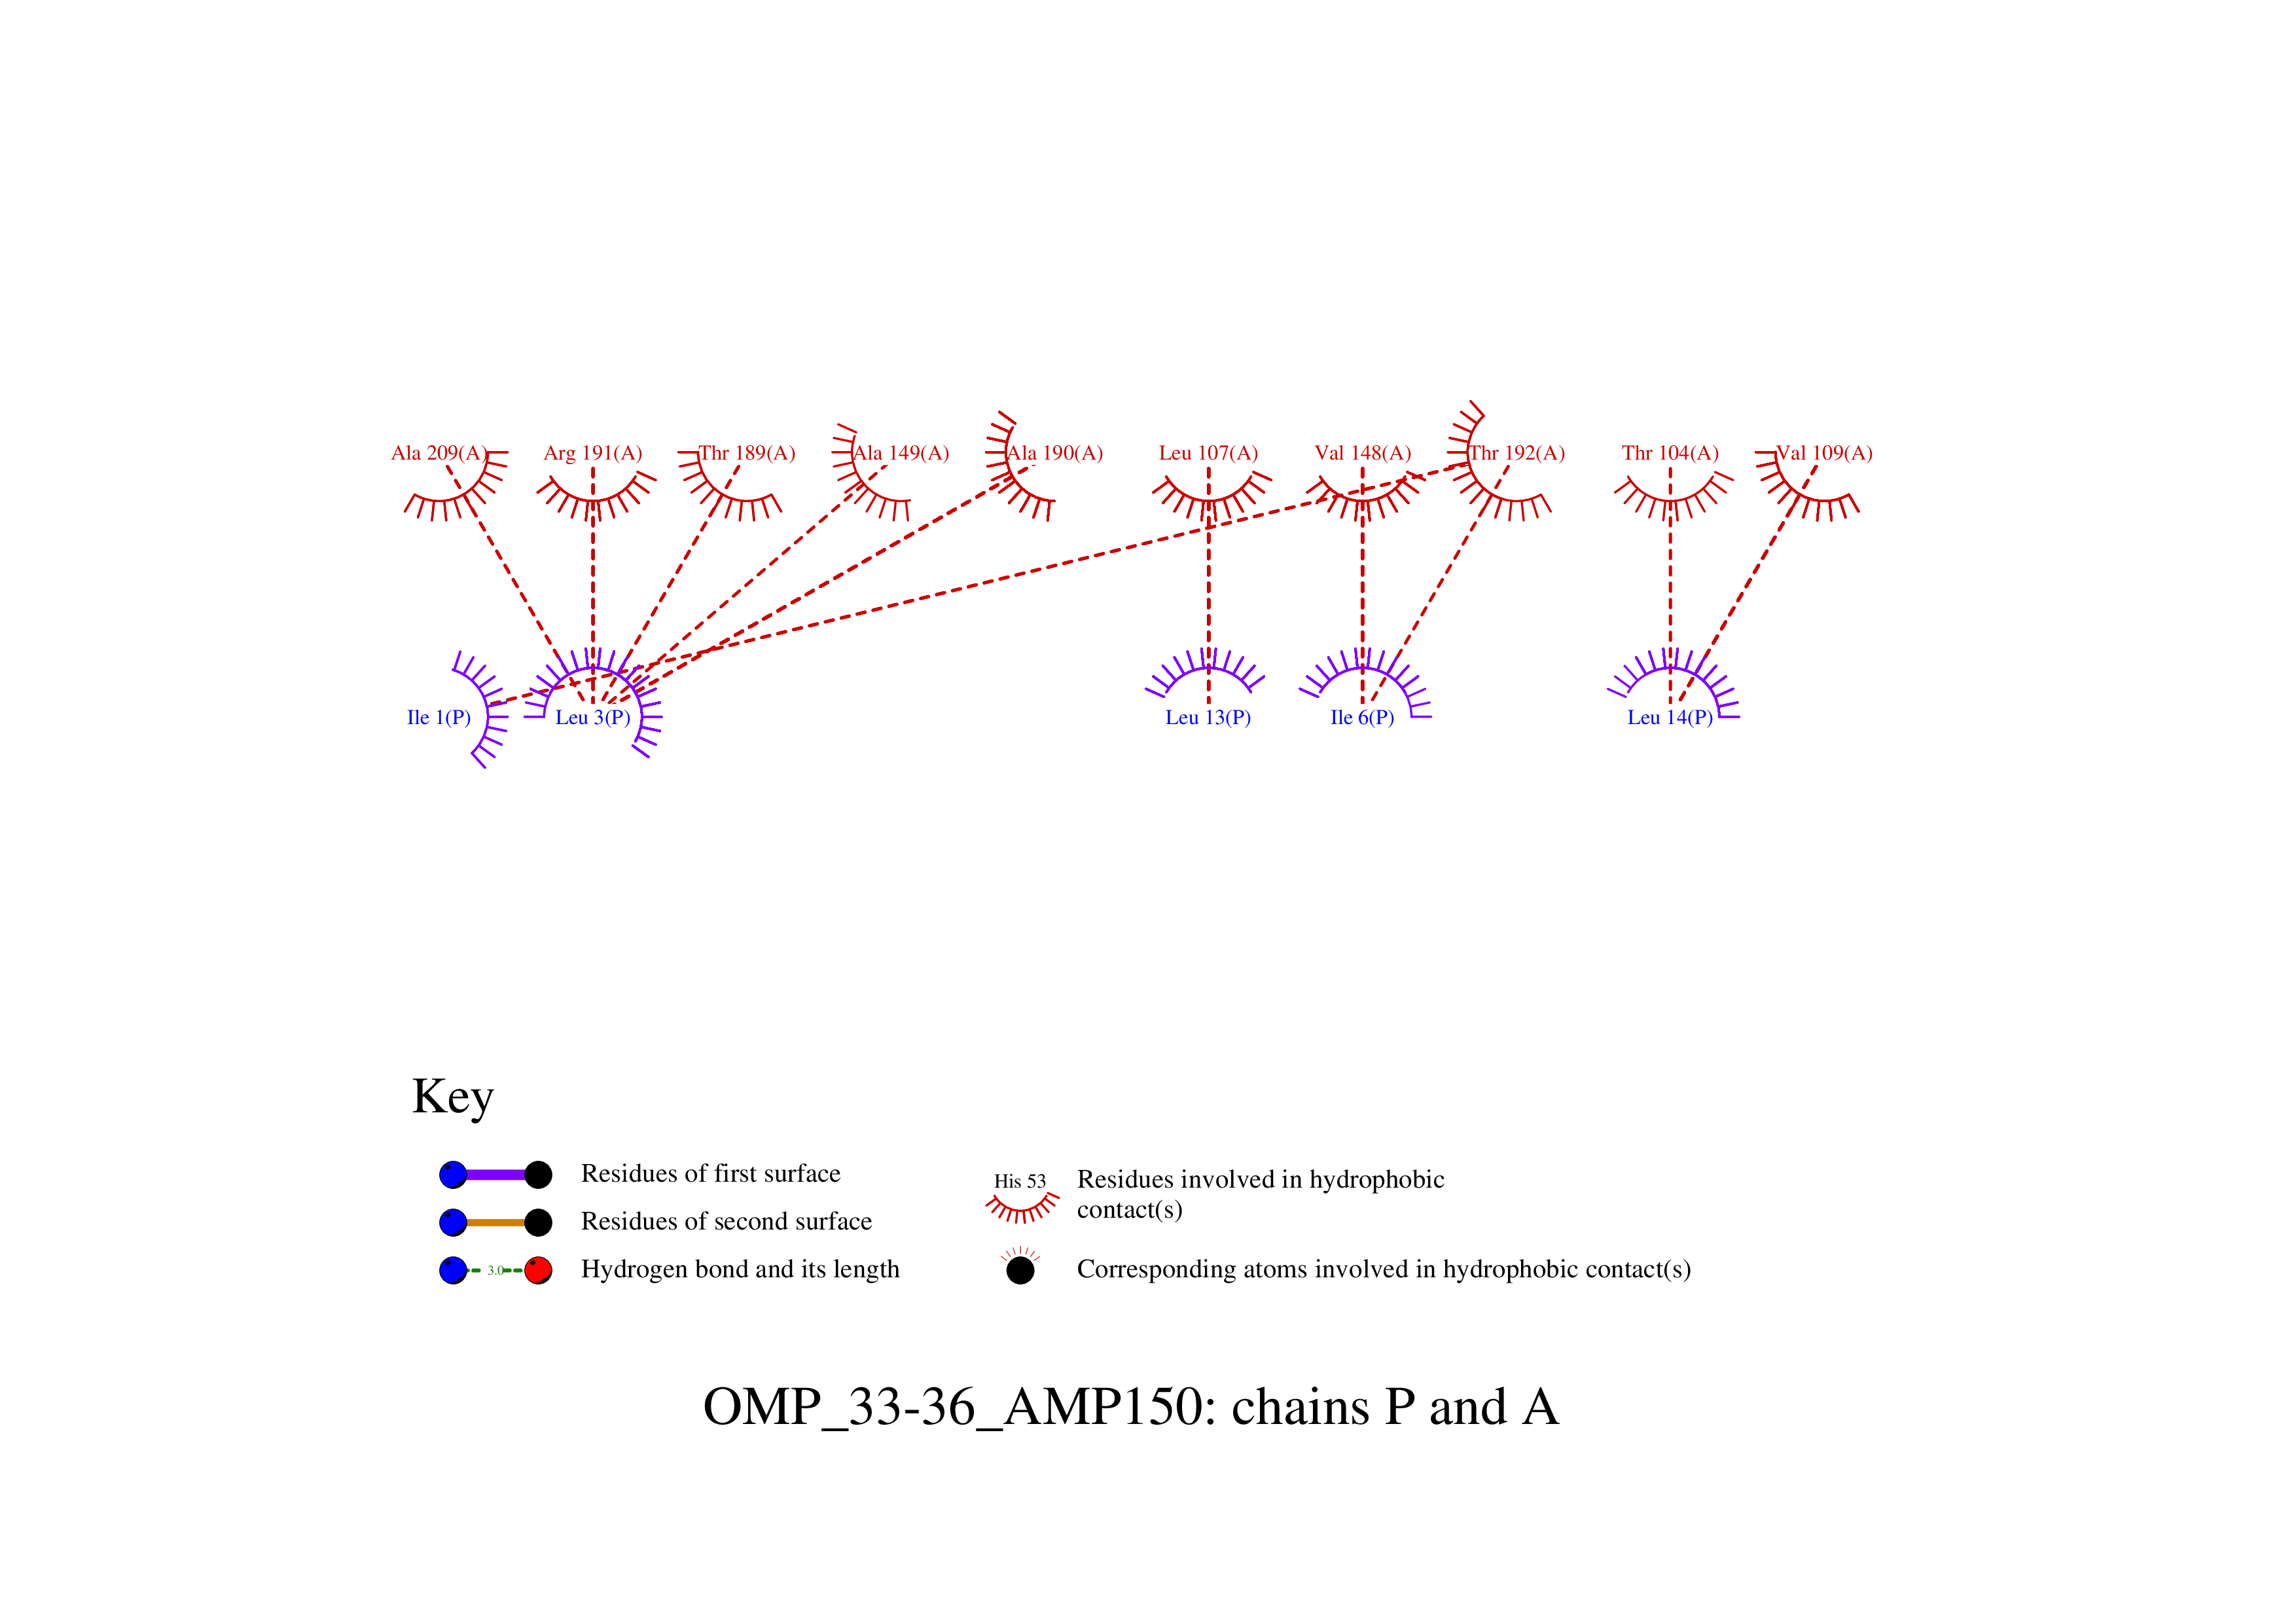 Ala 209(A) Arg 191(A) Thr 189(A) Ala 149(A) Ala 190(A) Leu 107(A) Val 148(A) Thr 192(A) Thr 104(A) Val 109(A)
Ile 1(P) Leu 3(P) Leu 13(P) Ile 6(P) Leu 14(P)
Key
Residues of first surface
Residues of second surface
3.0 Hydrogen bond and its length
His 53 Residues involved in hydrophobic
contact(s)
Corresponding atoms involved in hydrophobic contact(s)
OMP_33-36_AMP150: chains P and A